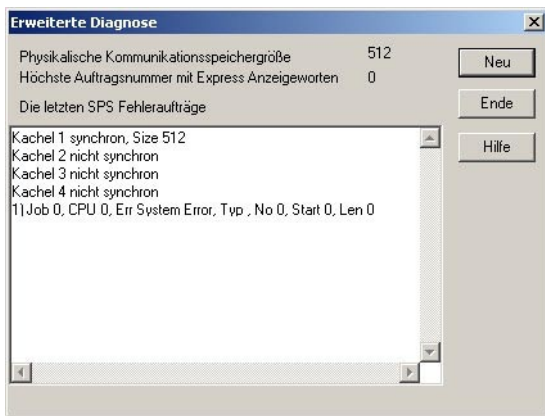 Erweiterte Diagnose
Physikalische Kommunikationsspeichergröße 512
Höchste Auftragsnummer mit Express Anzeigeworten 0
Die letzten SPS Fehleraufträge
Neu
Ende
Hilfe
Kachel 1 synchron, Size 512
Kachel 2 nicht synchron
Kachel 3 nicht synchron
Kachel 4 nicht synchron
1) Job 0, CPU 0, Err System Error, Typ , No 0, Start 0, Len 0